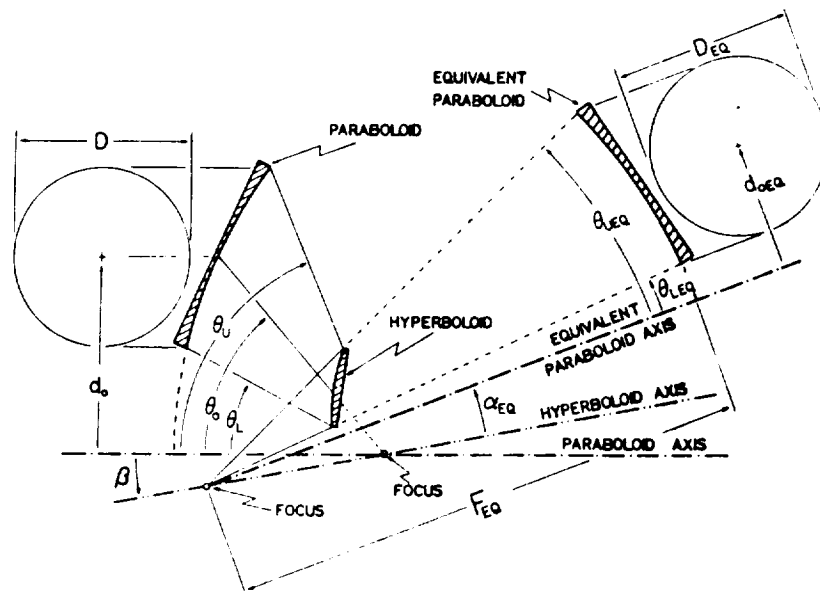 D
PARABOLOID
EQUIVALENT
PARABOLOID
D_EQ
d_oEQ
θ_UEQ
θ_LEQ
HYPERBOLOID
θ_U
θ_o
θ_L
d_o
EQUIVALENT
PARABOLOID AXIS
α_EQ
HYPERBOLOID AXIS
PARABOLOID AXIS
β
FOCUS
FOCUS
F_EQ